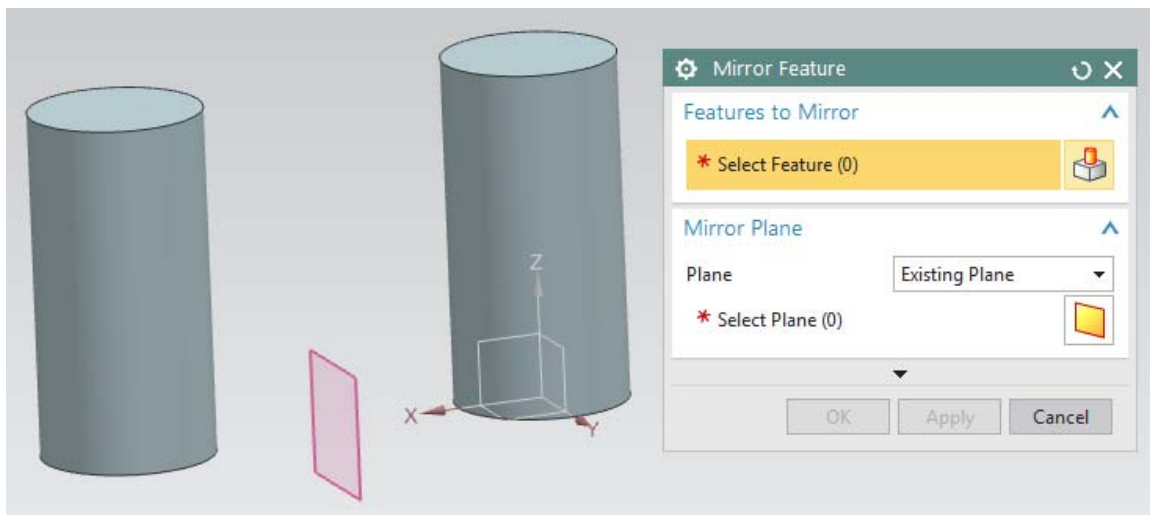 Mirror Feature
Features to Mirror
* Select Feature (0)
Mirror Plane
Plane Existing Plane
* Select Plane (0)
OK Apply Cancel
Z
X
Y